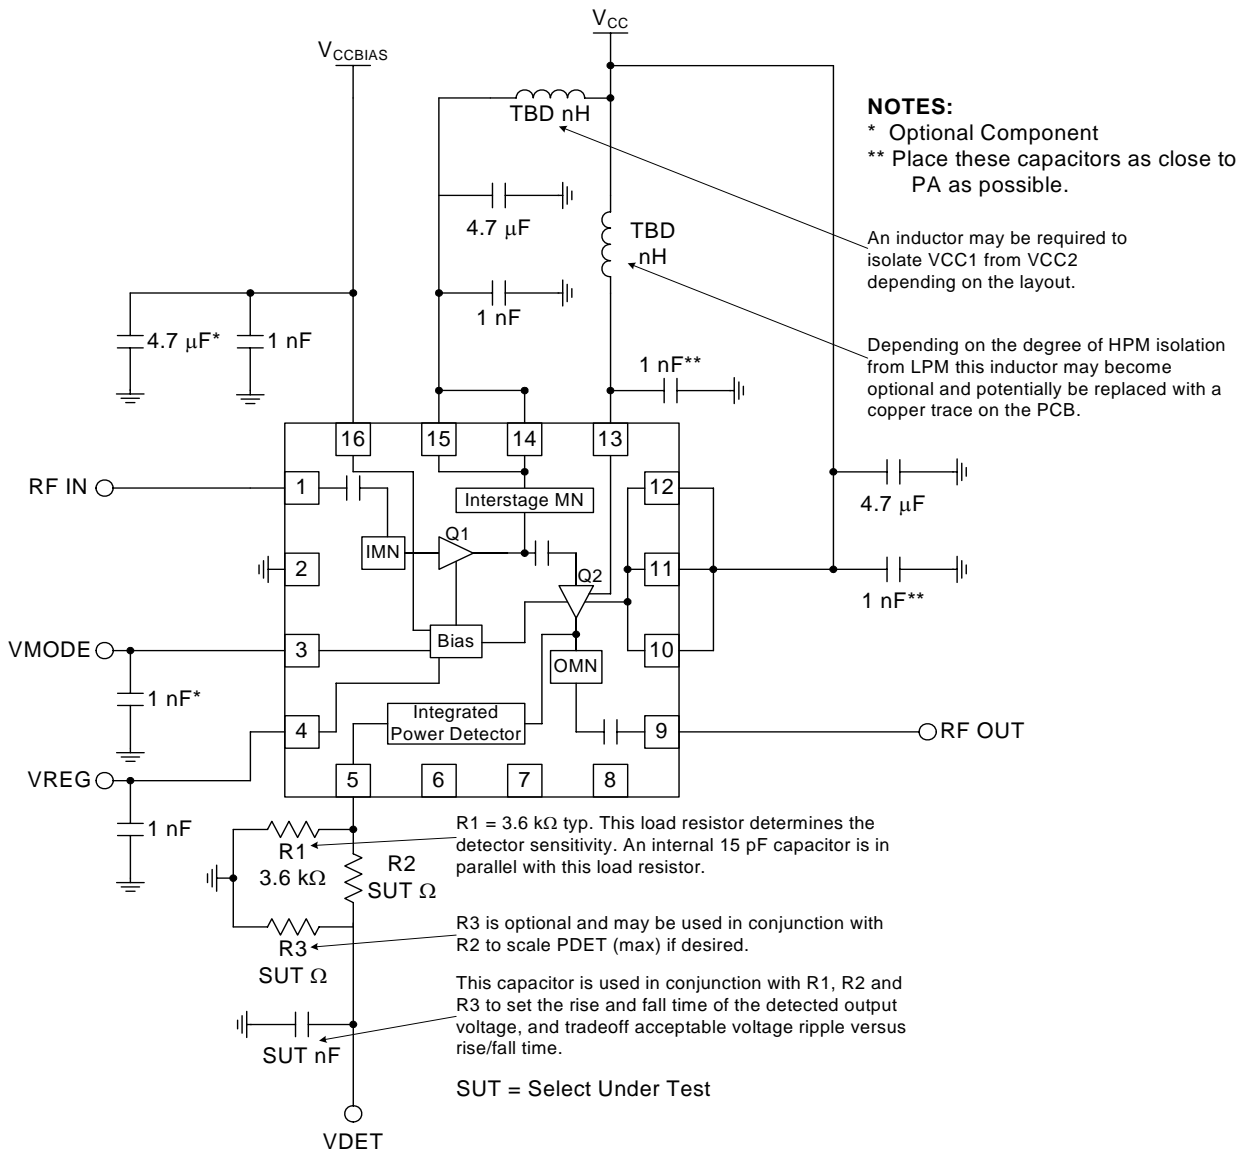 VCC
VCCBIAS
TBD nH
NOTES:
* Optional Component
** Place these capacitors as close to
PA as possible.
4.7 μF
TBD
nH
An inductor may be required to
isolate VCC1 from VCC2
depending on the layout.
1 nF
4.7 μF*
1 nF
1 nF**
Depending on the degree of HPM isolation
from LPM this inductor may become
optional and potentially be replaced with a
copper trace on the PCB.
16
15
14
13
RF IN
1
Interstage MN
12
4.7 μF
Q1
IMN
2
Q2
11
1 nF**
VMODE
3
Bias
OMN
10
1 nF*
4
Integrated
Power Detector
9
RF OUT
VREG
5
6
7
8
1 nF
R1
3.6 kΩ
R2
SUT Ω
R1 = 3.6 kΩ typ. This load resistor determines the
detector sensitivity. An internal 15 pF capacitor is in
parallel with this load resistor.
R3
SUT Ω
R3 is optional and may be used in conjunction with
R2 to scale PDET (max) if desired.
This capacitor is used in conjunction with R1, R2 and
R3 to set the rise and fall time of the detected output
voltage, and tradeoff acceptable voltage ripple versus
rise/fall time.
SUT nF
SUT = Select Under Test
VDET